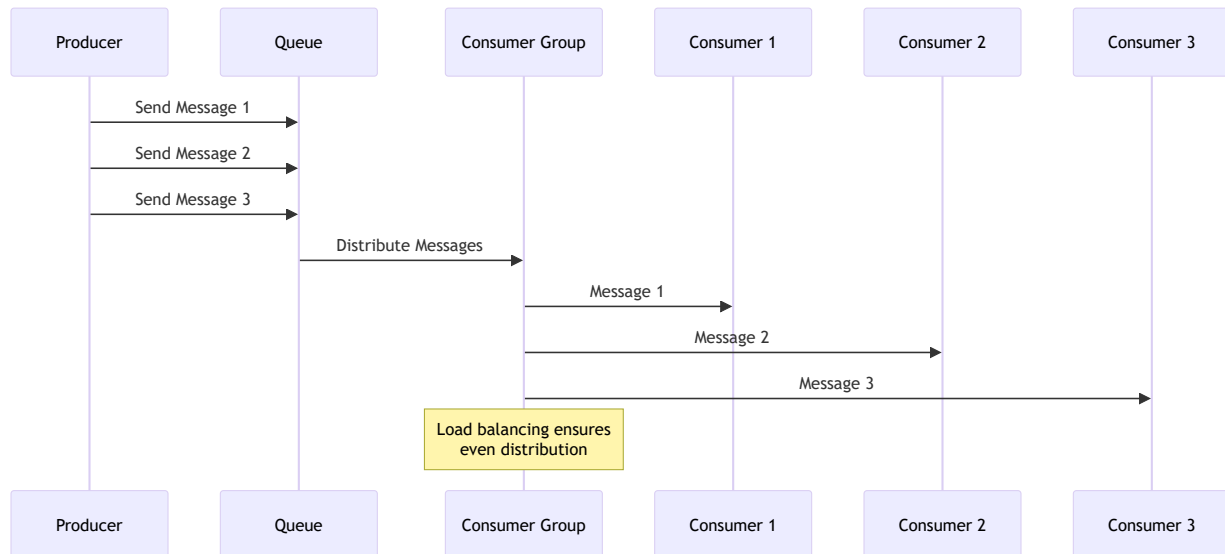 Producer
Queue
Consumer Group
Consumer 1
Consumer 2
Consumer 3
Send Message 1
Send Message 2
Send Message 3
Distribute Messages
Message 1
Message 2
Message 3
Load balancing ensures
even distribution
Producer
Queue
Consumer Group
Consumer 1
Consumer 2
Consumer 3